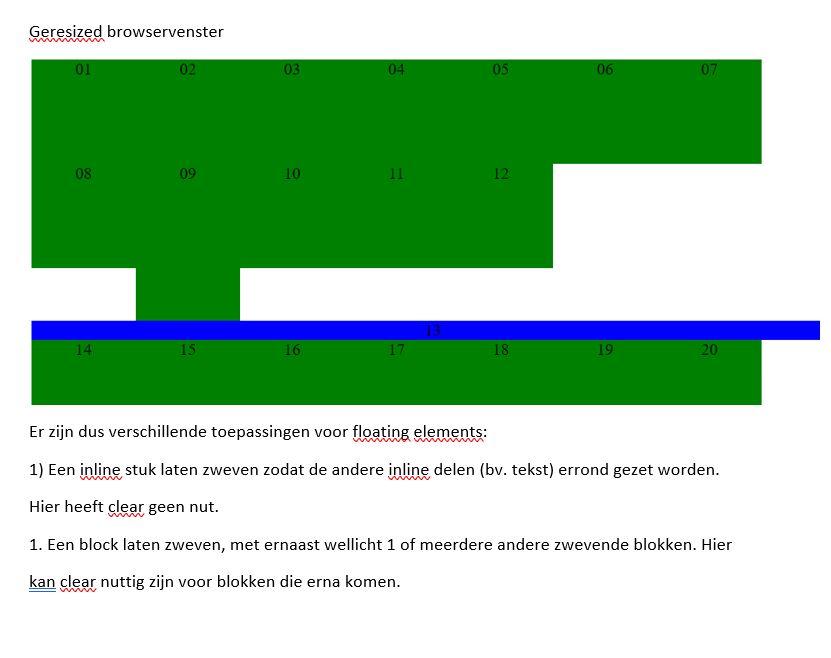 Geresized browservenster
01 02 03 04 05 06 07
08 09 10 11 12
13
14 15 16 17 18 19 20
Er zijn dus verschillende toepassingen voor floating elements:
1) Een inline stuk laten zweven zodat de andere inline delen (bv. tekst) errond gezet worden.
Hier heeft clear geen nut.
1. Een block laten zweven, met ernaast wellicht 1 of meerdere andere zwevende blokken. Hier
kan clear nuttig zijn voor blokken die erna komen.